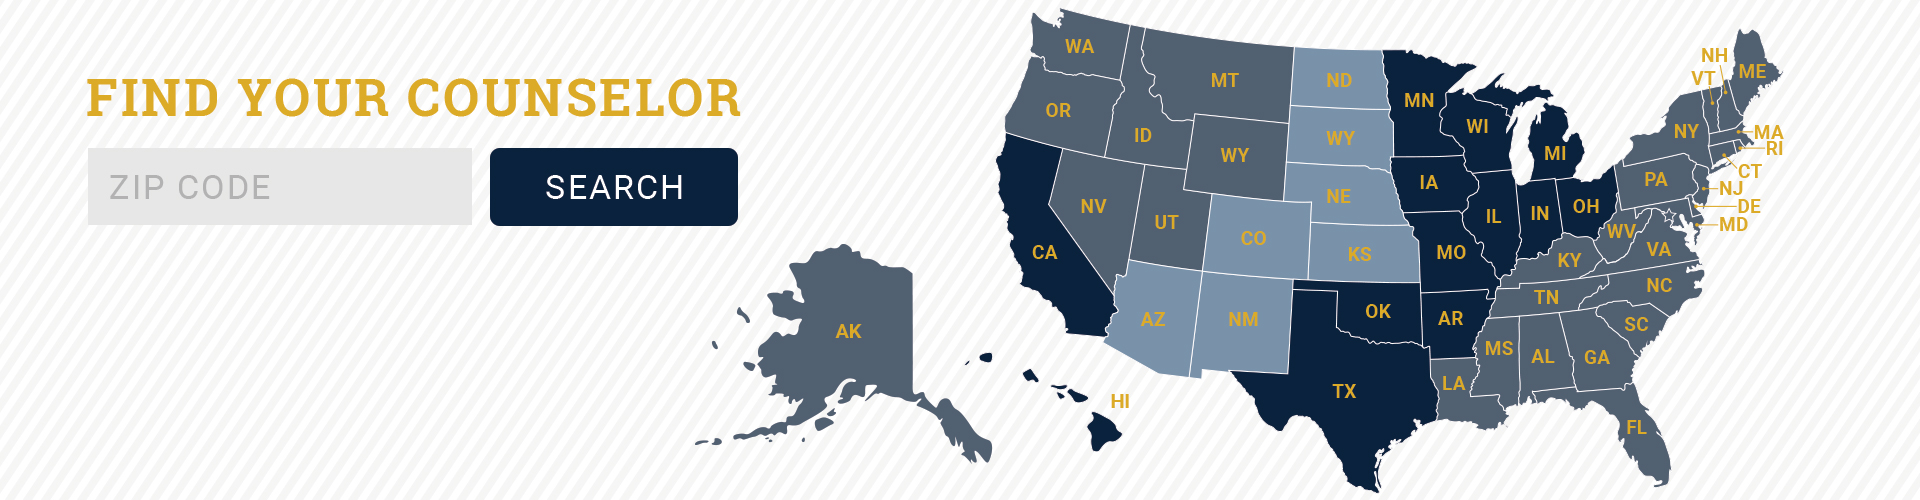 FIND YOUR COUNSELOR
ZIP CODE
SEARCH
WA
OR
ID
MT
ND
MN
WI
MI
NH
VT
ME
NY
MA
RI
CT
NJ
DE
MD
PA
WY
WY
NE
IA
IL
IN
OH
WV
VA
CA
NV
UT
CO
KS
MO
KY
NC
TN
SC
AZ
NM
OK
AR
MS
AL
GA
LA
TX
FL
AK
HI